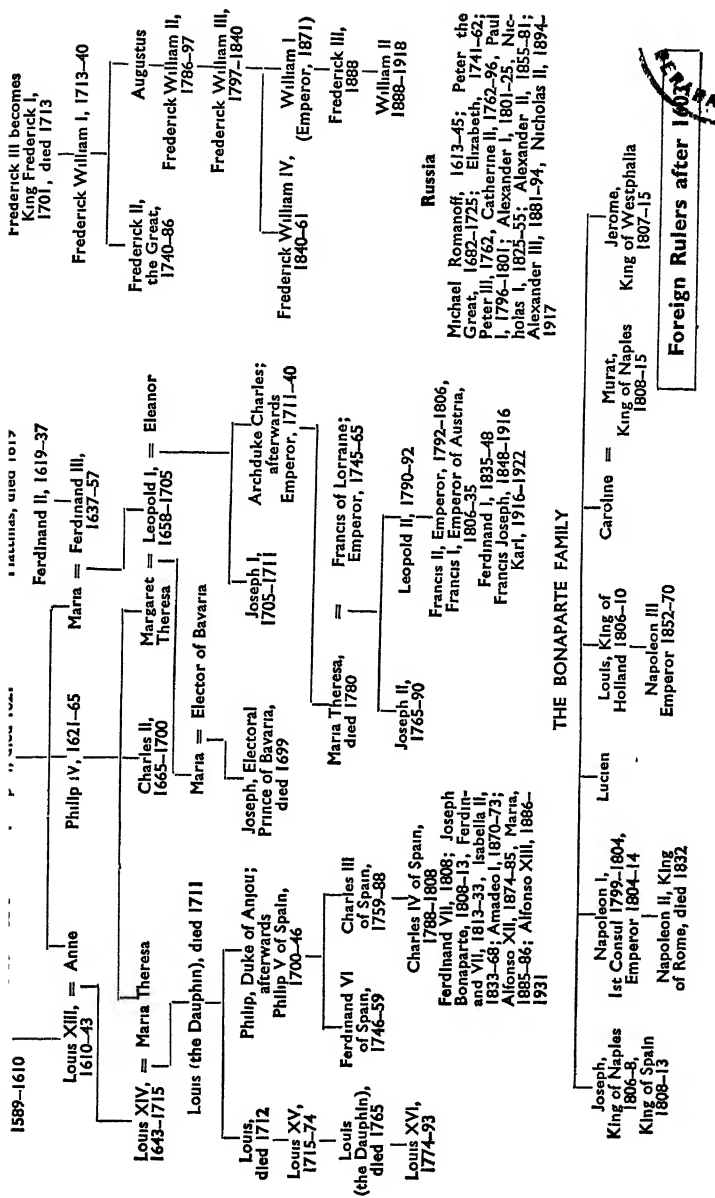 1589–1610
Louis XIII, = Anne
1610–43
Philip IV, 1621–65
Maria = Ferdinand III,
1637–57
Ferdinand II, 1619–37
Louis XIV, = Maria Theresa
1643–1715
Charles II,
1665–1700
Margaret = Leopold I, = Eleanor
Theresa 1658–1705
Louis (the Dauphin), died 1711
Maria = Elector of Bavaria
Joseph I,
1705–1711
Archduke Charles;
afterwards
Emperor, 1711–40
Louis,
died 1712
Philip, Duke of Anjou;
afterwards
Philip V of Spain,
1700–46
Joseph, Electoral
Prince of Bavaria,
died 1699
Louis XV,
1715–74
Maria Theresa, = Francis of Lorraine;
died 1780 Emperor, 1745–65
Louis
(the Dauphin),
died 1765
Ferdinand VI
of Spain,
1746–59
Charles III
of Spain,
1759–88
Joseph II,
1765–90
Leopold II, 1790–92
Louis XVI,
1774–93
Charles IV of Spain,
1788–1808
Francis II, Emperor, 1792–1806,
Francis I, Emperor of Austria,
1806–35
Ferdinand I, 1835–48
Francis Joseph, 1848–1916
Karl, 1916–1922
Ferdinand VII, 1808; Joseph
Bonaparte, 1808–13, Ferdin-
and VII, 1813–33, Isabella II,
1833–68; Amadeo I, 1870–73;
Alfonso XII, 1874–85, Maria,
1885–86; Alfonso XIII, 1886–
1931
Frederick III becomes
King Frederick I,
1701, died 1713
Frederick William I, 1713–40
Frederick II,
the Great,
1740–86
Augustus
Frederick William II,
1786–97
Frederick William III,
1797–1840
Frederick William IV,
1840–61
William I
(Emperor, 1871)
Frederick III,
1888
William II
1888–1918
Russia
Michael Romanoff, 1613–45; Peter the
Great, 1682–1725; Elizabeth, 1741–62;
Peter III, 1762, Catherine II, 1762–96, Paul
I, 1796–1801; Alexander I, 1801–25, Nic-
holas I, 1825–55; Alexander II, 1855–81;
Alexander III, 1881–94, Nicholas II, 1894–
1917
THE BONAPARTE FAMILY
Joseph,
King of Naples
1806–8,
King of Spain
1808–13
Napoleon I,
1st Consul 1799–1804,
Emperor 1804–14
Napoleon II, King
of Rome, died 1832
Lucien
Louis, King of
Holland 1806–10
Napoleon III
Emperor 1852–70
Caroline = Murat,
King of Naples
1808–15
Jerome,
King of Westphalia
1807–15
Foreign Rulers after 1603